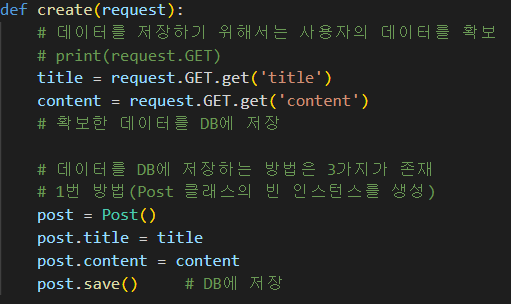 def create(request):
    # 데이터를 저장하기 위해서는 사용자의 데이터를 확보
    # print(request.GET)
    title = request.GET.get('title')
    content = request.GET.get('content')
    # 확보한 데이터를 DB에 저장

    # 데이터를 DB에 저장하는 방법은 3가지가 존재
    # 1번 방법(Post 클래스의 빈 인스턴스를 생성)
    post = Post()
    post.title = title
    post.content = content
    post.save()     # DB에 저장